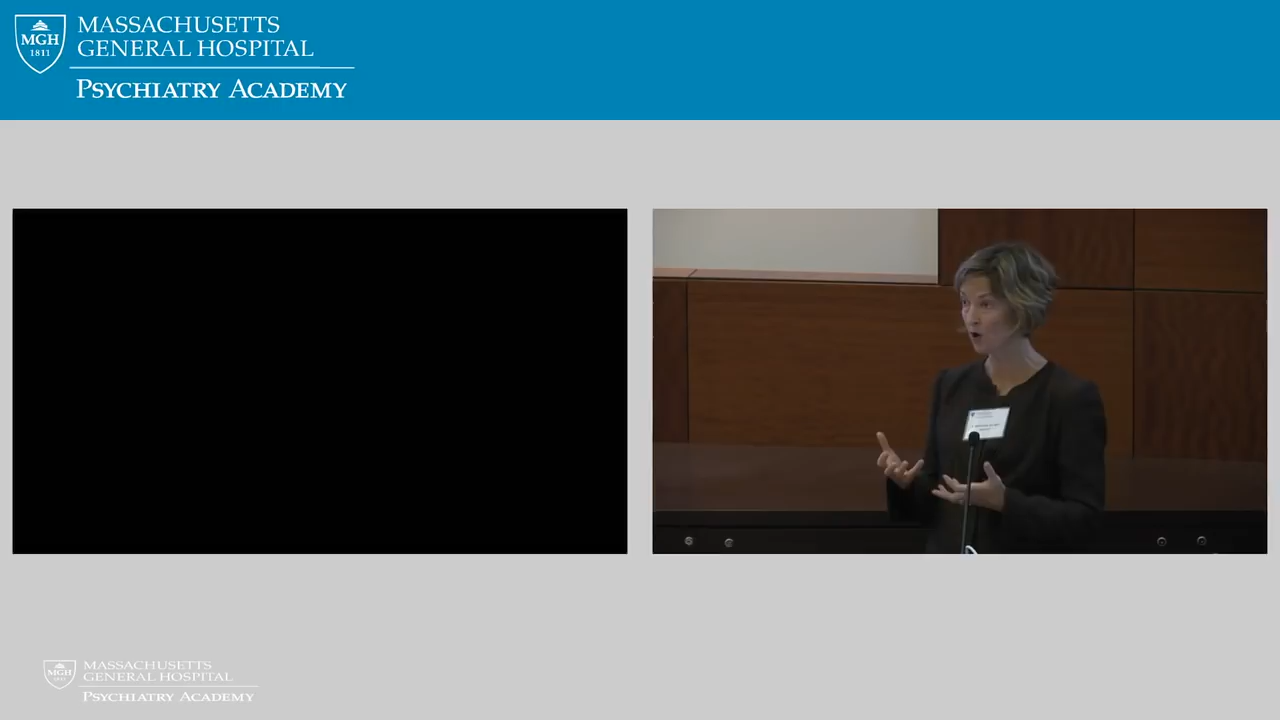 MASSACHUSETTS
GENERAL HOSPITAL
PSYCHIATRY ACADEMY
MGH
1811
MASSACHUSETTS
GENERAL HOSPITAL
PSYCHIATRY ACADEMY
MGH
1811